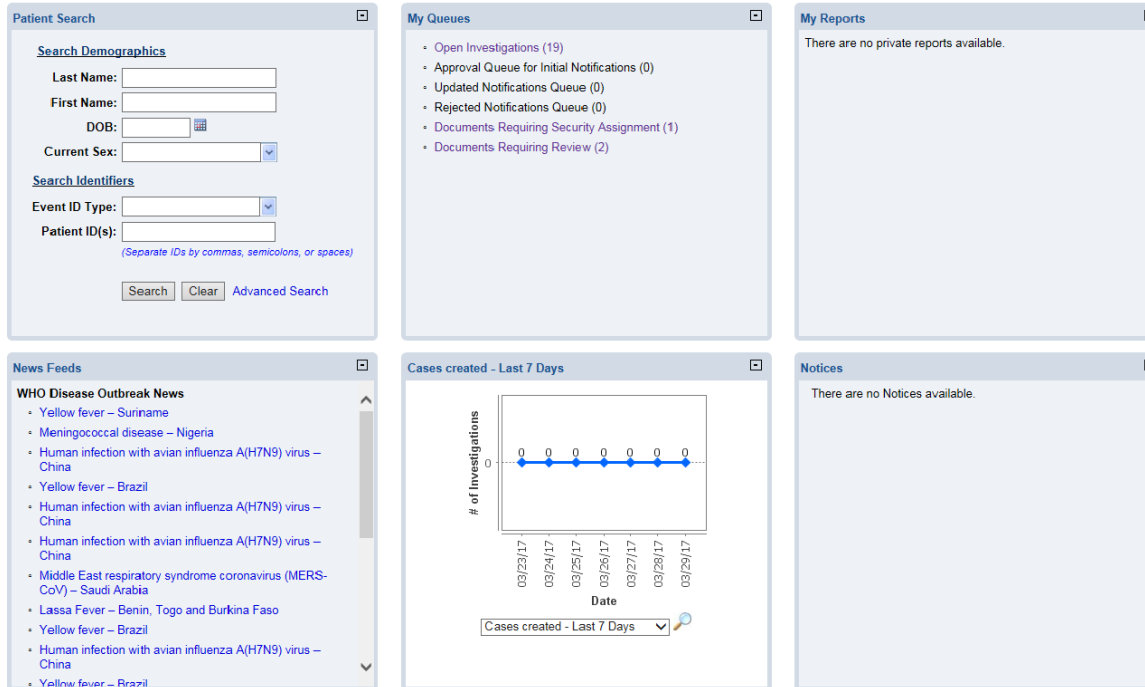 Patient Search
Search Demographics
Last Name:
First Name:
DOB:
Current Sex:
Search Identifiers
Event ID Type:
Patient ID(s):
(Separate IDs by commas, semicolons, or spaces)
Search Clear Advanced Search
My Queues
Open Investigations (19)
Approval Queue for Initial Notifications (0)
Updated Notifications Queue (0)
Rejected Notifications Queue (0)
Documents Requiring Security Assignment (1)
Documents Requiring Review (2)
My Reports
There are no private reports available.
News Feeds
WHO Disease Outbreak News
Yellow fever – Suriname
Meningococcal disease – Nigeria
Human infection with avian influenza A(H7N9) virus –
China
Yellow fever – Brazil
Human infection with avian influenza A(H7N9) virus –
China
Human infection with avian influenza A(H7N9) virus –
China
Middle East respiratory syndrome coronavirus (MERS-
CoV) – Saudi Arabia
Lassa Fever – Benin, Togo and Burkina Faso
Yellow fever – Brazil
Human infection with avian influenza A(H7N9) virus –
China
Yellow fever – Brazil
Cases created - Last 7 Days
# of Investigations
0
0 0 0 0 0 0 0
03/23/17 03/24/17 03/25/17 03/26/17 03/27/17 03/28/17 03/29/17
Date
Cases created - Last 7 Days
Notices
There are no Notices available.